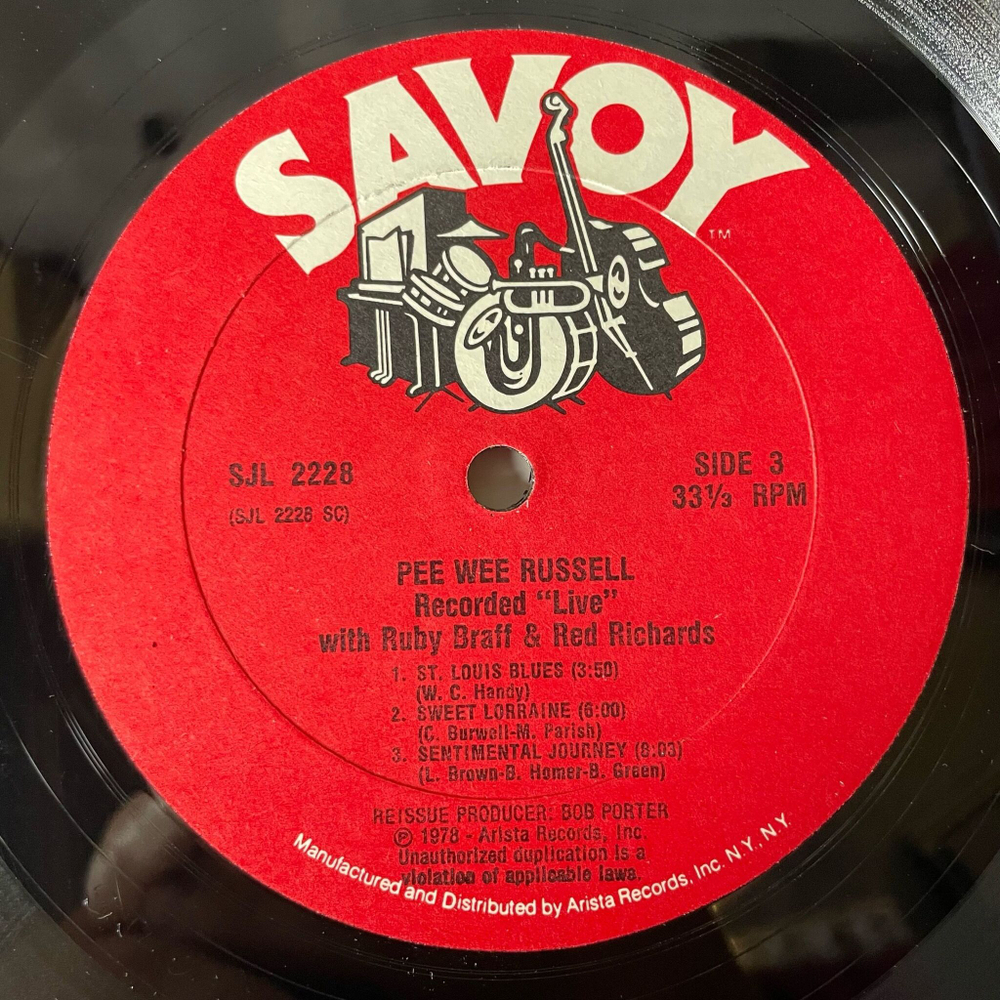 SAVOY
TM
SJL 2228
(SJL 2228 SC)
SIDE 3
33⅓ RPM
PEE WEE RUSSELL
Recorded “Live”
with Ruby Braff & Red Richards
1. ST. LOUIS BLUES (3:50)
(W. C. Handy)
2. SWEET LORRAINE (6:00)
(C. Burwell-M. Parish)
3. SENTIMENTAL JOURNEY (8:03)
(L. Brown-B. Homer-B. Green)
REISSUE PRODUCER: BOB PORTER
℗ 1978 - Arista Records, Inc.
Unauthorized duplication is a
violation of applicable laws.
Manufactured and Distributed by Arista Records, Inc. N.Y., N.Y.